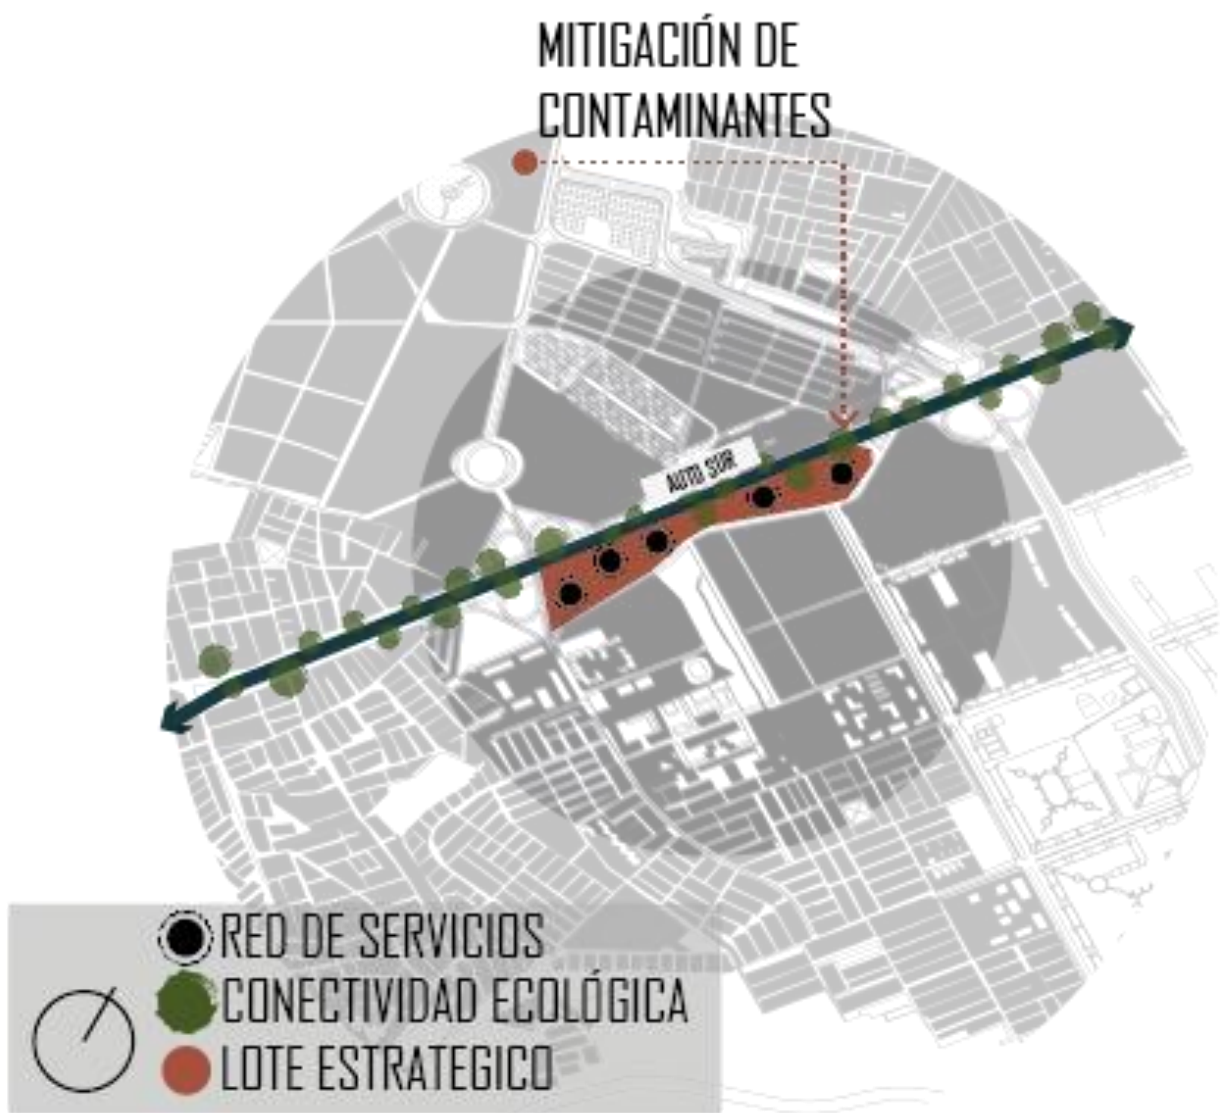 MITIGACIÓN DE
CONTAMINANTES
AUTO SUR
RED DE SERVICIOS
CONECTIVIDAD ECOLÓGICA
LOTE ESTRATEGICO